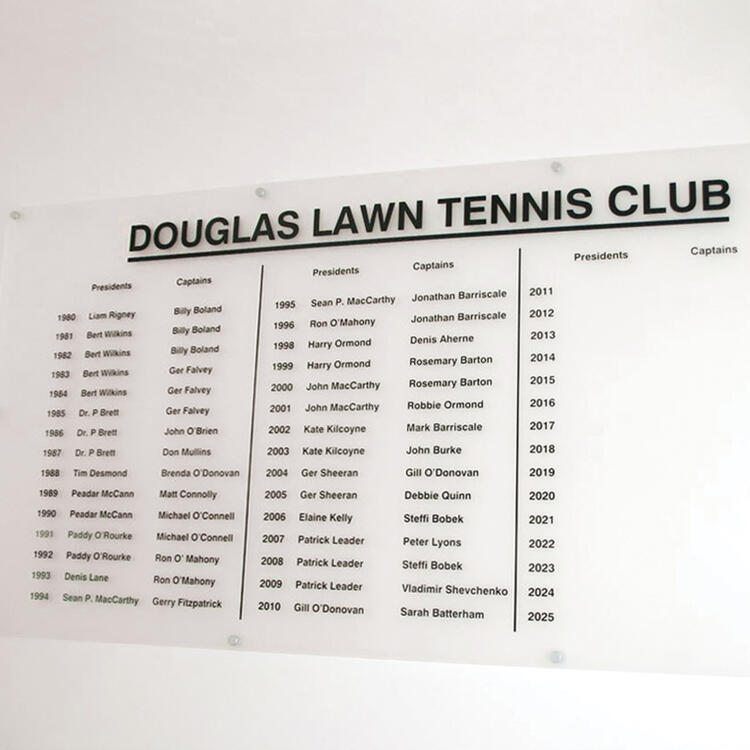 DOUGLAS LAWN TENNIS CLUB
Presidents Captains
1980 Liam Rigney Billy Boland
1981 Bert Wilkins Billy Boland
1982 Bert Wilkins Billy Boland
1983 Bert Wilkins Ger Falvey
1984 Bert Wilkins Ger Falvey
1985 Dr. P Brett Ger Falvey
1986 Dr. P Brett John O'Brien
1987 Dr. P Brett Don Mullins
1988 Tim Desmond Brenda O'Donovan
1989 Peadar McCann Matt Connolly
1990 Peadar McCann Michael O'Connell
1991 Paddy O'Rourke Michael O'Connell
1992 Paddy O'Rourke Ron O' Mahony
1993 Denis Lane Ron O'Mahony
1994 Sean P. MacCarthy Gerry Fitzpatrick
Presidents Captains
1995 Sean P. MacCarthy Jonathan Barriscale
1996 Ron O'Mahony Jonathan Barriscale
1998 Harry Ormond Denis Aherne
1999 Harry Ormond Rosemary Barton
2000 John MacCarthy Rosemary Barton
2001 John MacCarthy Robbie Ormond
2002 Kate Kilcoyne Mark Barriscale
2003 Kate Kilcoyne John Burke
2004 Ger Sheeran Gill O'Donovan
2005 Ger Sheeran Debbie Quinn
2006 Elaine Kelly Steffi Bobek
2007 Patrick Leader Peter Lyons
2008 Patrick Leader Steffi Bobek
2009 Patrick Leader Vladimir Shevchenko
2010 Gill O'Donovan Sarah Batterham
Presidents Captains
2011
2012
2013
2014
2015
2016
2017
2018
2019
2020
2021
2022
2023
2024
2025